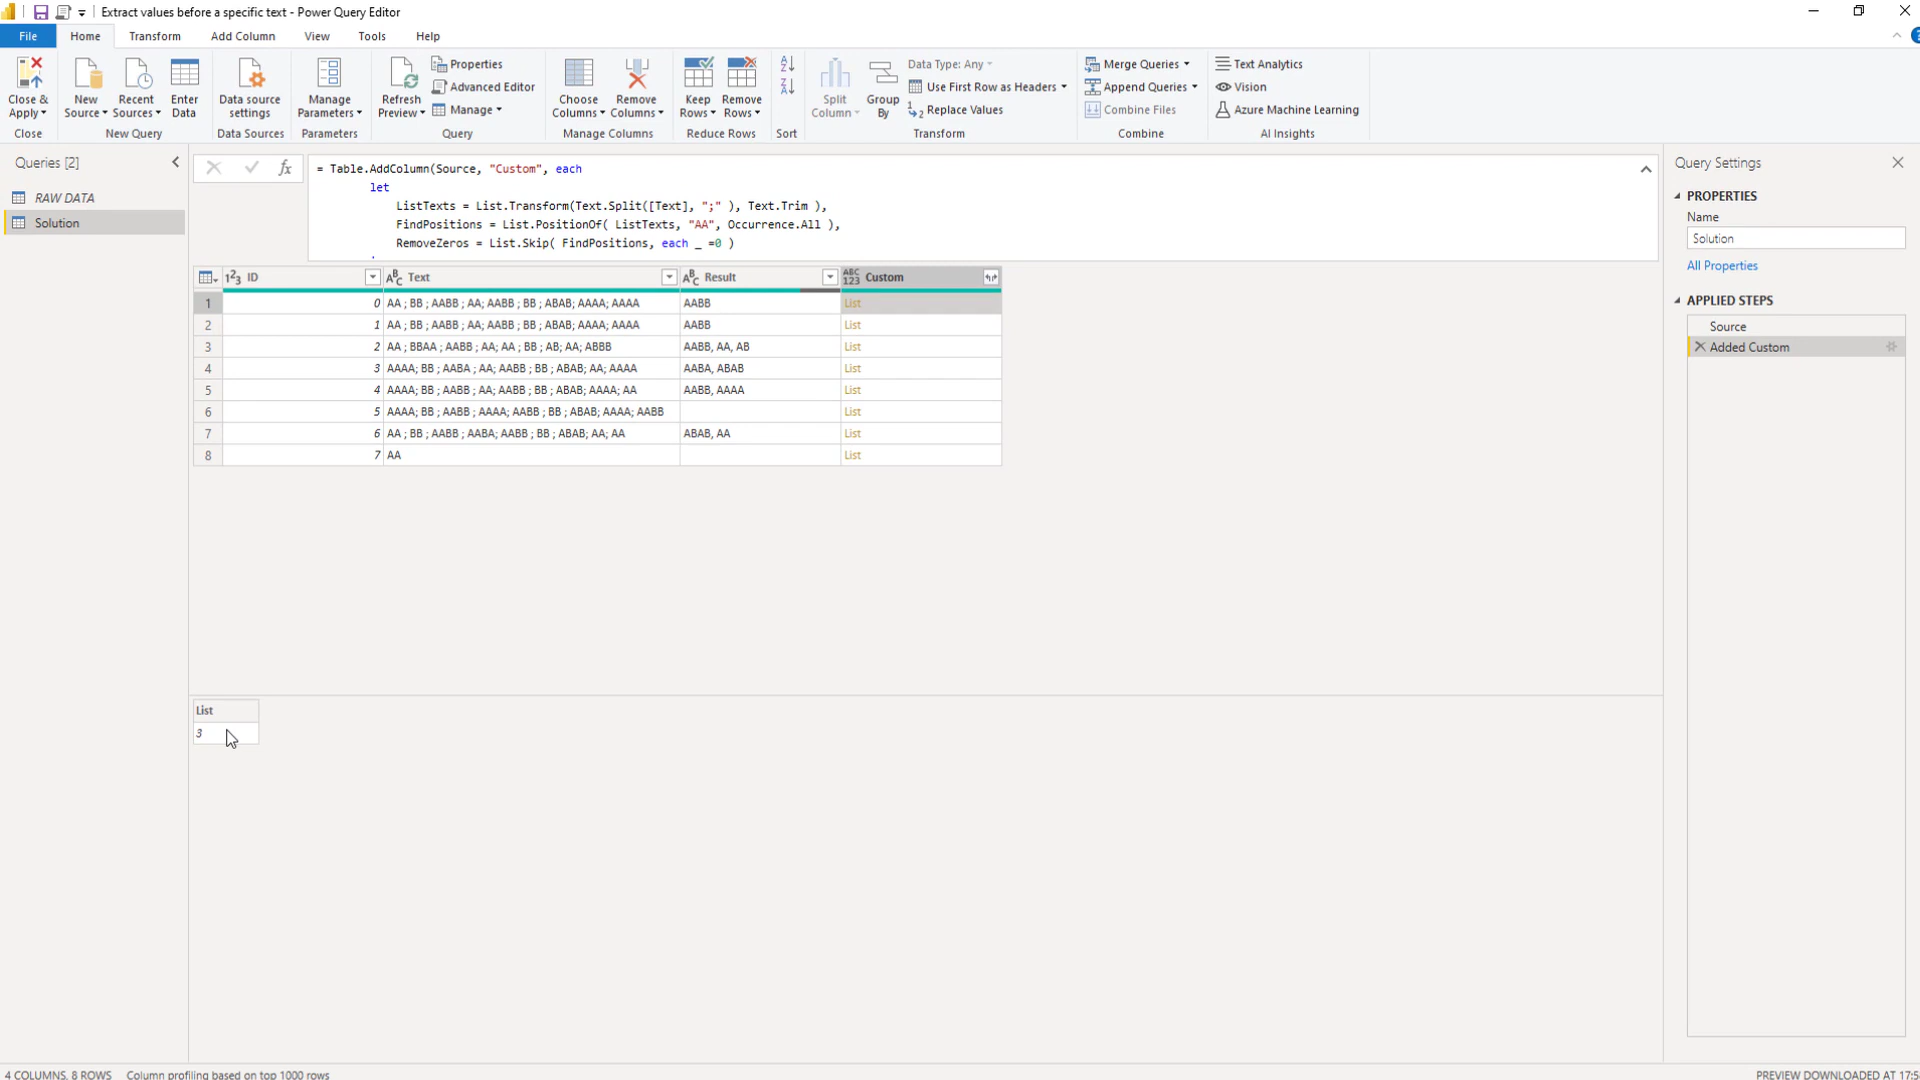 Extract values before a specific text - Power Query Editor
File Home Transform Add Column View Tools Help
Close & Apply
New Source
Recent Sources
Enter Data
Data source settings
Manage Parameters
Refresh Preview
Properties
Advanced Editor
Manage
Choose Columns
Remove Columns
Keep Rows
Remove Rows
Split Column
Group By
Data Type: Any
Use First Row as Headers
Replace Values
Merge Queries
Append Queries
Combine Files
Text Analytics
Vision
Azure Machine Learning
Close New Query Data Sources Parameters Query Manage Columns Reduce Rows Sort Transform Combine AI Insights
Queries [2]
RAW DATA
Solution
fx
= Table.AddColumn(Source, "Custom", each
let
ListTexts = List.Transform(Text.Split([Text], ";" ), Text.Trim ),
FindPositions = List.PositionOf( ListTexts, "AA", Occurrence.All ),
RemoveZeros = List.Skip( FindPositions, each _ =0 )
123 ID ABC Text ABC Result ABC 123 Custom
1 0 AA ; BB ; AABB ; AA; AABB ; BB ; ABAB; AAAA; AAAA AABB List
2 1 AA ; BB ; AABB ; AA; AABB ; BB ; ABAB; AAAA; AAAA AABB List
3 2 AA ; BBAA ; AABB ; AA; AA ; BB ; AB; AA; ABBB AABB, AA, AB List
4 3 AAAA; BB ; AABA ; AA; AABB ; BB ; ABAB; AA; AAAA AABA, ABAB List
5 4 AAAA; BB ; AABB ; AA; AABB ; BB ; ABAB; AAAA; AA AABB, AAAA List
6 5 AAAA; BB ; AABB ; AAAA; AABB ; BB ; ABAB; AAAA; AABB List
7 6 AA ; BB ; AABB ; AABA; AABB ; BB ; ABAB; AA; AA ABAB, AA List
8 7 AA List
List
3
Query Settings
PROPERTIES
Name
Solution
All Properties
APPLIED STEPS
Source
Added Custom
4 COLUMNS, 8 ROWS Column profiling based on top 1000 rows
PREVIEW DOWNLOADED AT 17:5